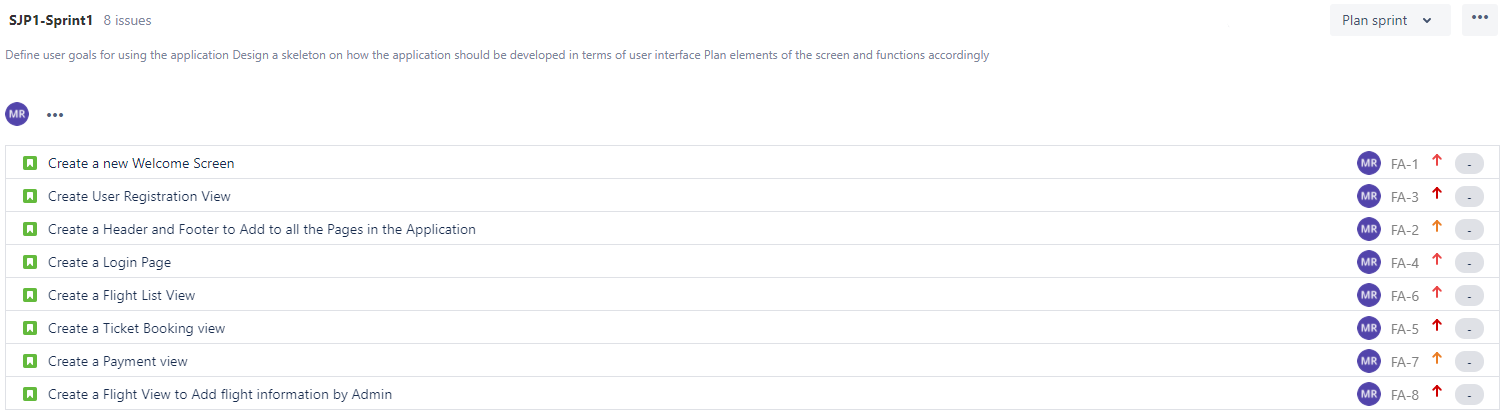 SJP1-Sprint1 8 issues Plan sprint
Define user goals for using the application Design a skeleton on how the application should be developed in terms of user interface Plan elements of the screen and functions accordingly
MR
Create a new Welcome Screen MR FA-1 -
Create User Registration View MR FA-3 -
Create a Header and Footer to Add to all the Pages in the Application MR FA-2 -
Create a Login Page MR FA-4 -
Create a Flight List View MR FA-6 -
Create a Ticket Booking view MR FA-5 -
Create a Payment view MR FA-7 -
Create a Flight View to Add flight information by Admin MR FA-8 -